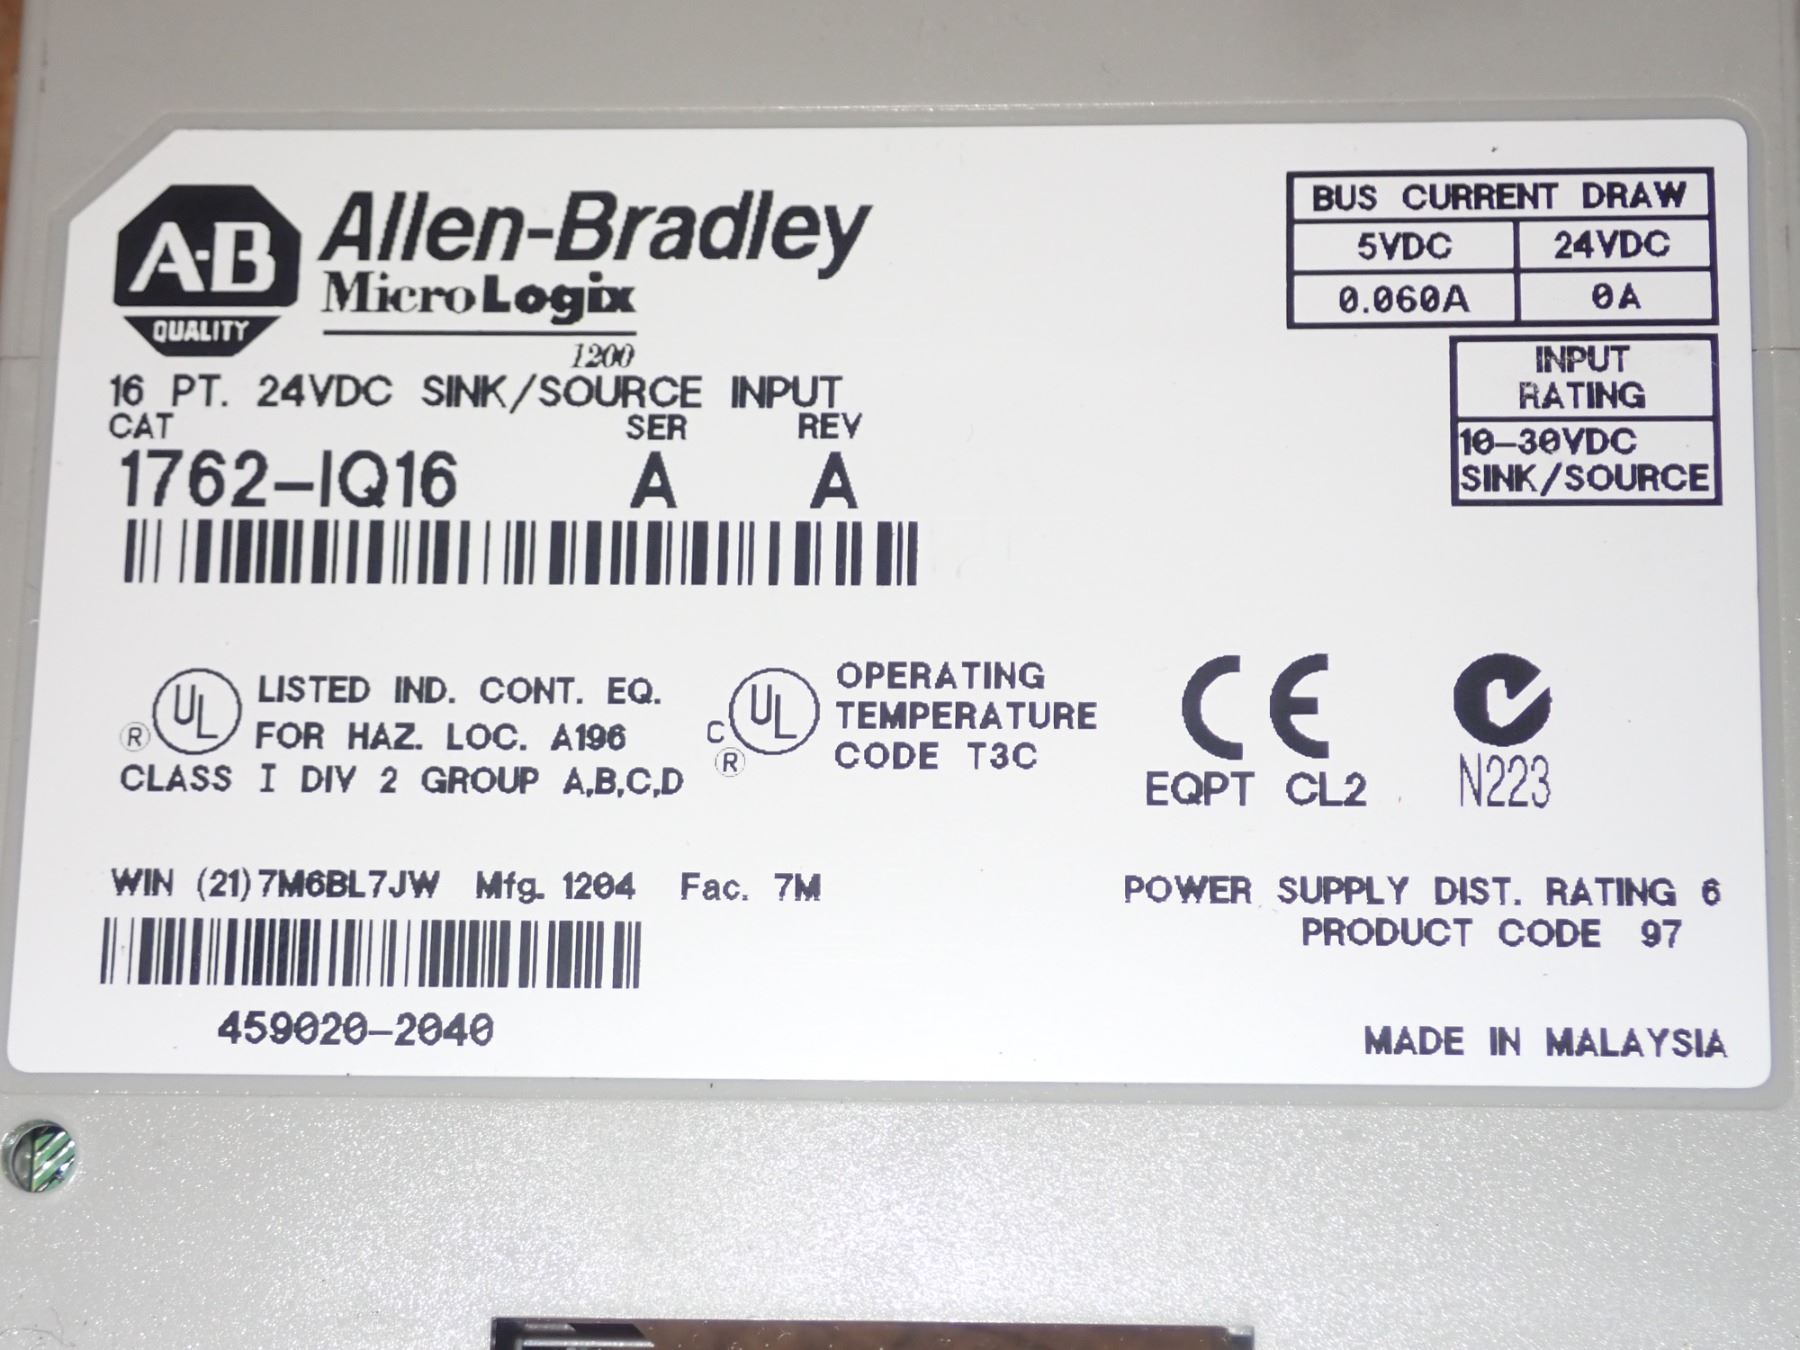 A-B
QUALITY
Allen-Bradley
MicroLogix
1200
16 PT. 24VDC SINK/SOURCE INPUT
CAT SER REV
1762-IQ16 A A
BUS CURRENT DRAW
5VDC 24VDC
0.060A 0A
INPUT
RATING
10-30VDC
SINK/SOURCE
UL LISTED IND. CONT. EQ.
® FOR HAZ. LOC. A196
CLASS I DIV 2 GROUP A,B,C,D
C UL ®
OPERATING
TEMPERATURE
CODE T3C
CE
EQPT CL2
N223
WIN (21)7M6BL7JW Mfg. 1204 Fac. 7M
459020-2040
POWER SUPPLY DIST. RATING 6
PRODUCT CODE 97
MADE IN MALAYSIA